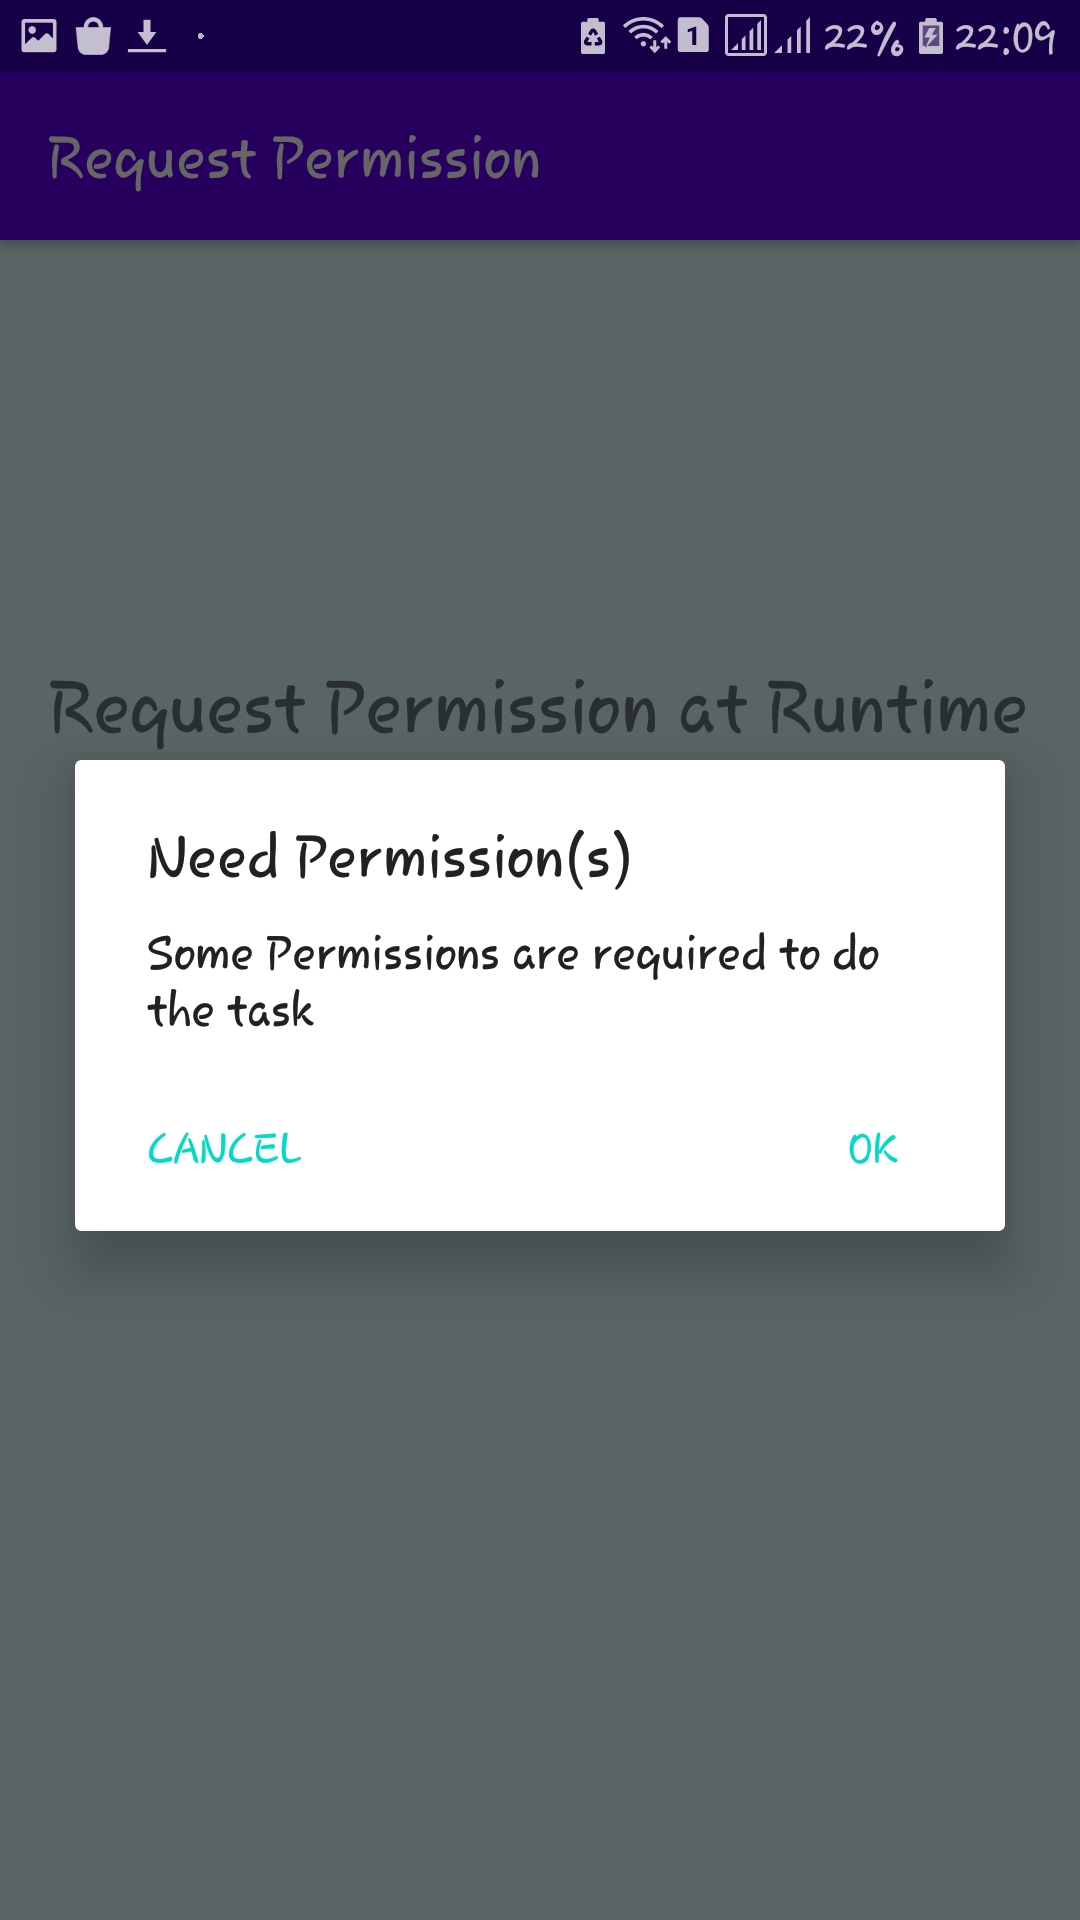 1 22% 22:09
Request Permission
Request Permission at Runtime
Need Permission(s)
Some Permissions are required to do
the task
CANCEL OK